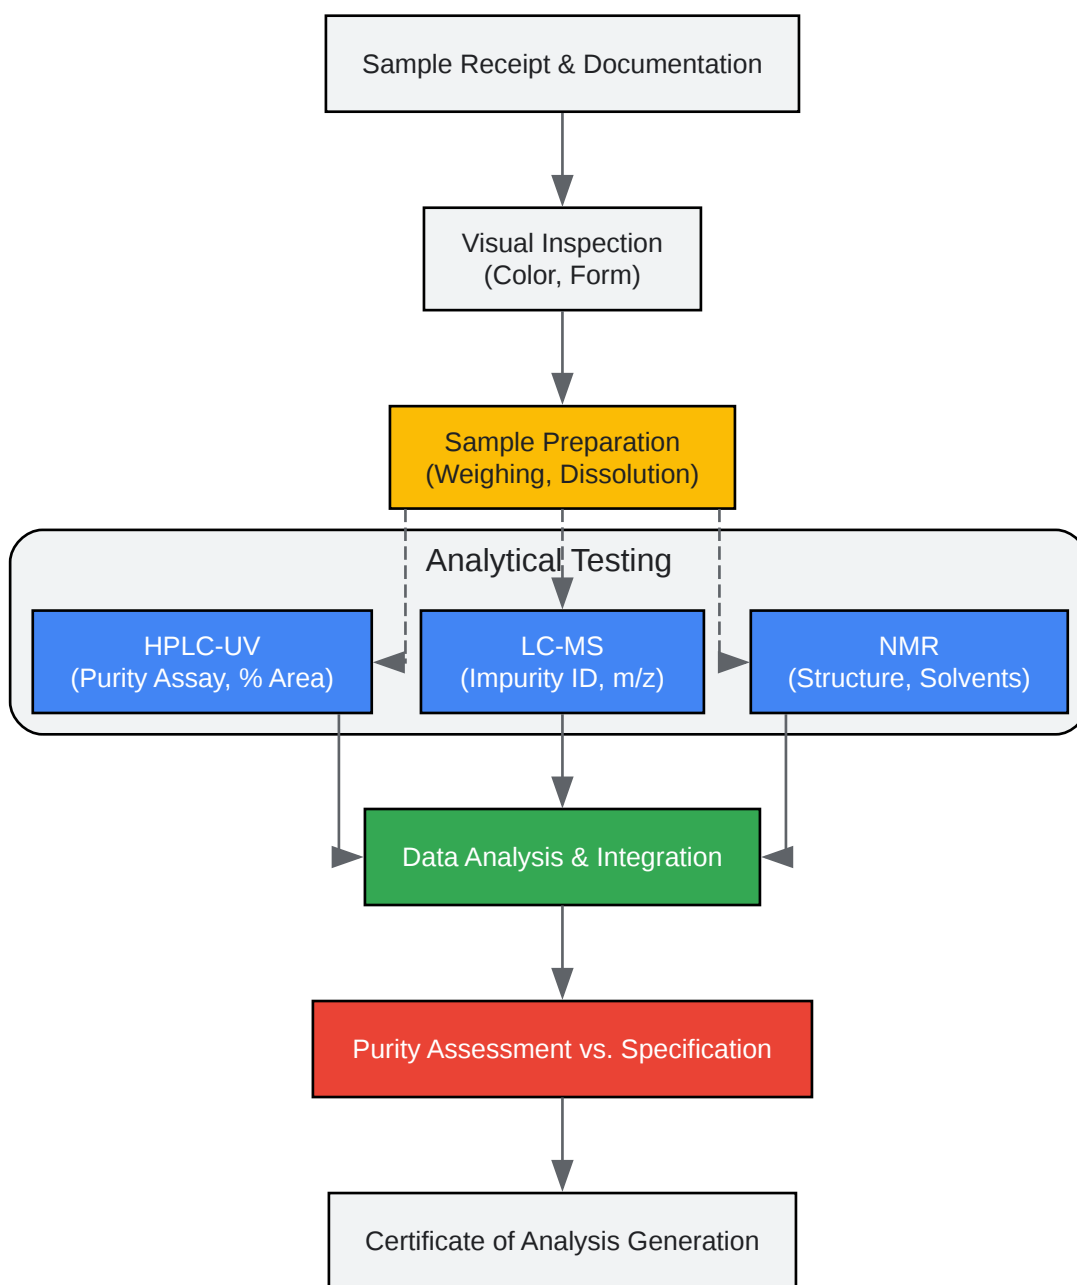 Sample Receipt & Documentation
Visual Inspection
(Color, Form)
Sample Preparation
(Weighing, Dissolution)
Analytical Testing
HPLC-UV
(Purity Assay, % Area)
LC-MS
(Impurity ID, m/z)
NMR
(Structure, Solvents)
Data Analysis & Integration
Purity Assessment vs. Specification
Certificate of Analysis Generation